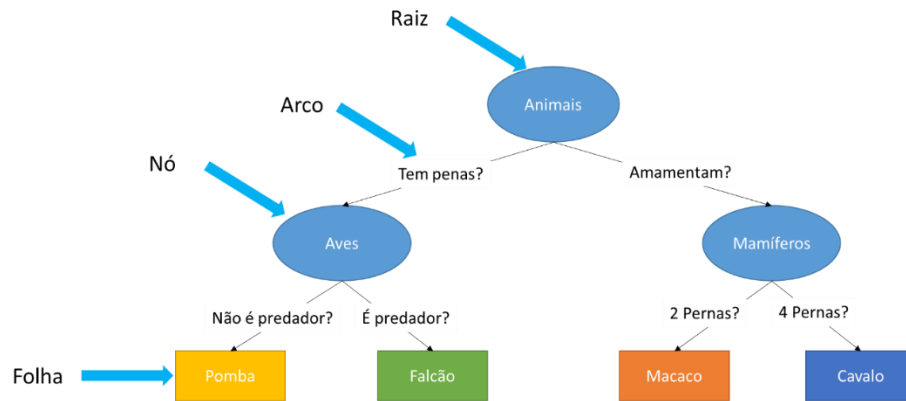 Raiz
Animais
Arco
Tem penas?
Amamentam?
Nó
Aves
Mamíferos
Não é predador?
É predador?
2 Pernas?
4 Pernas?
Folha
Pomba
Falcão
Macaco
Cavalo